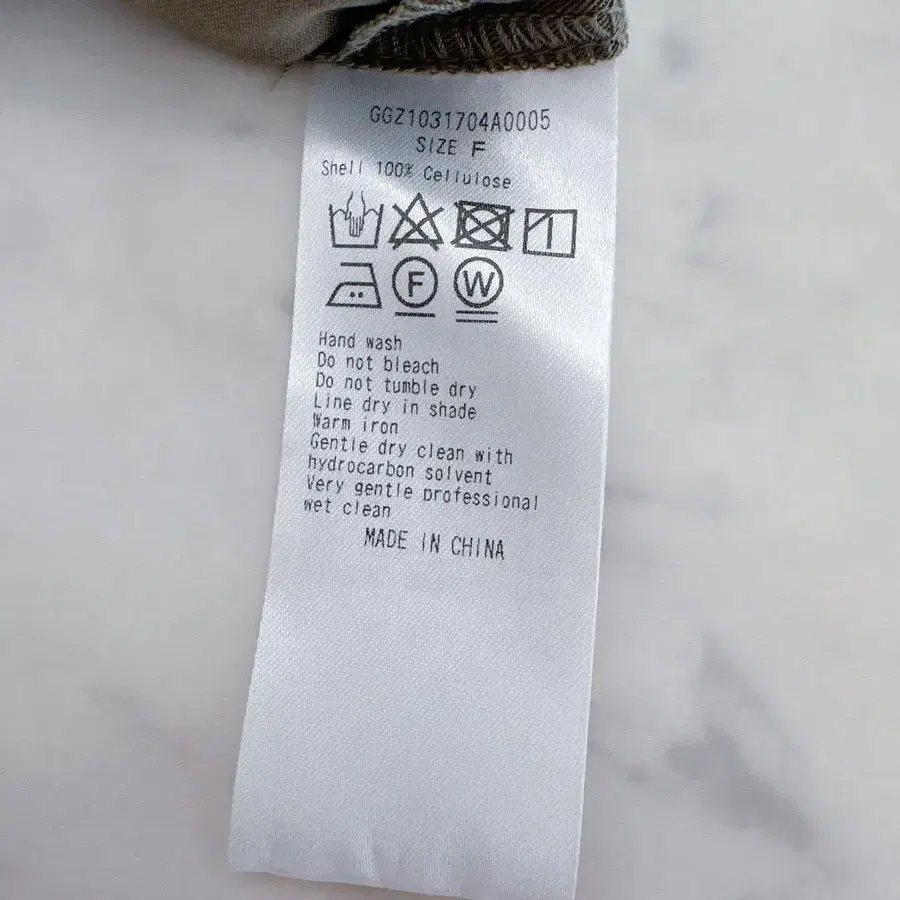 GGZ1031704A0005
SIZE F
Shell 100% Cellulose
F W
Hand wash
Do not bleach
Do not tumble dry
Line dry in shade
Warm iron
Gentle dry clean with
hydrocarbon solvent
Very gentle professional
wet clean
MADE IN CHINA